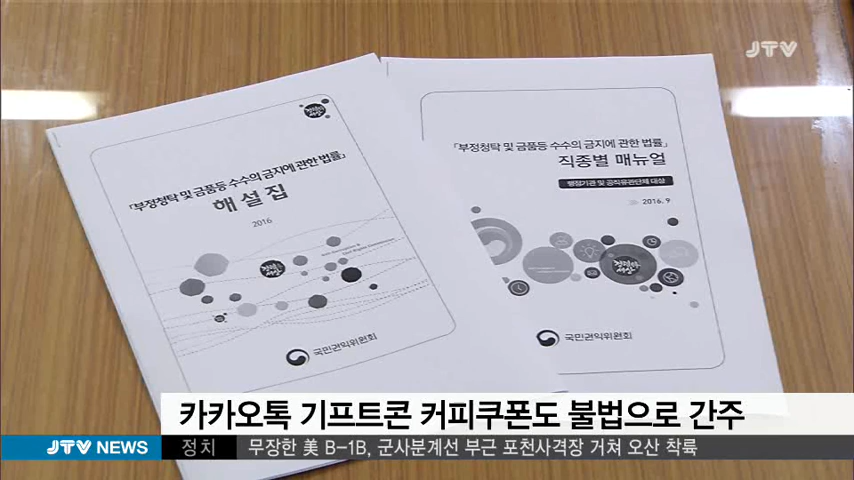 JTV
「부정청탁 및 금품등 수수의 금지에 관한 법률」
해설집
2016
국민권익위원회
「부정청탁 및 금품등 수수의 금지에 관한 법률」
직종별 매뉴얼
행정기관 및 공직유관단체 대상
2016. 9
국민권익위원회
카카오톡 기프트콘 커피쿠폰도 불법으로 간주
JTV NEWS
정치
무장한 美 B-1B, 군사분계선 부근 포천사격장 거쳐 오산 착륙